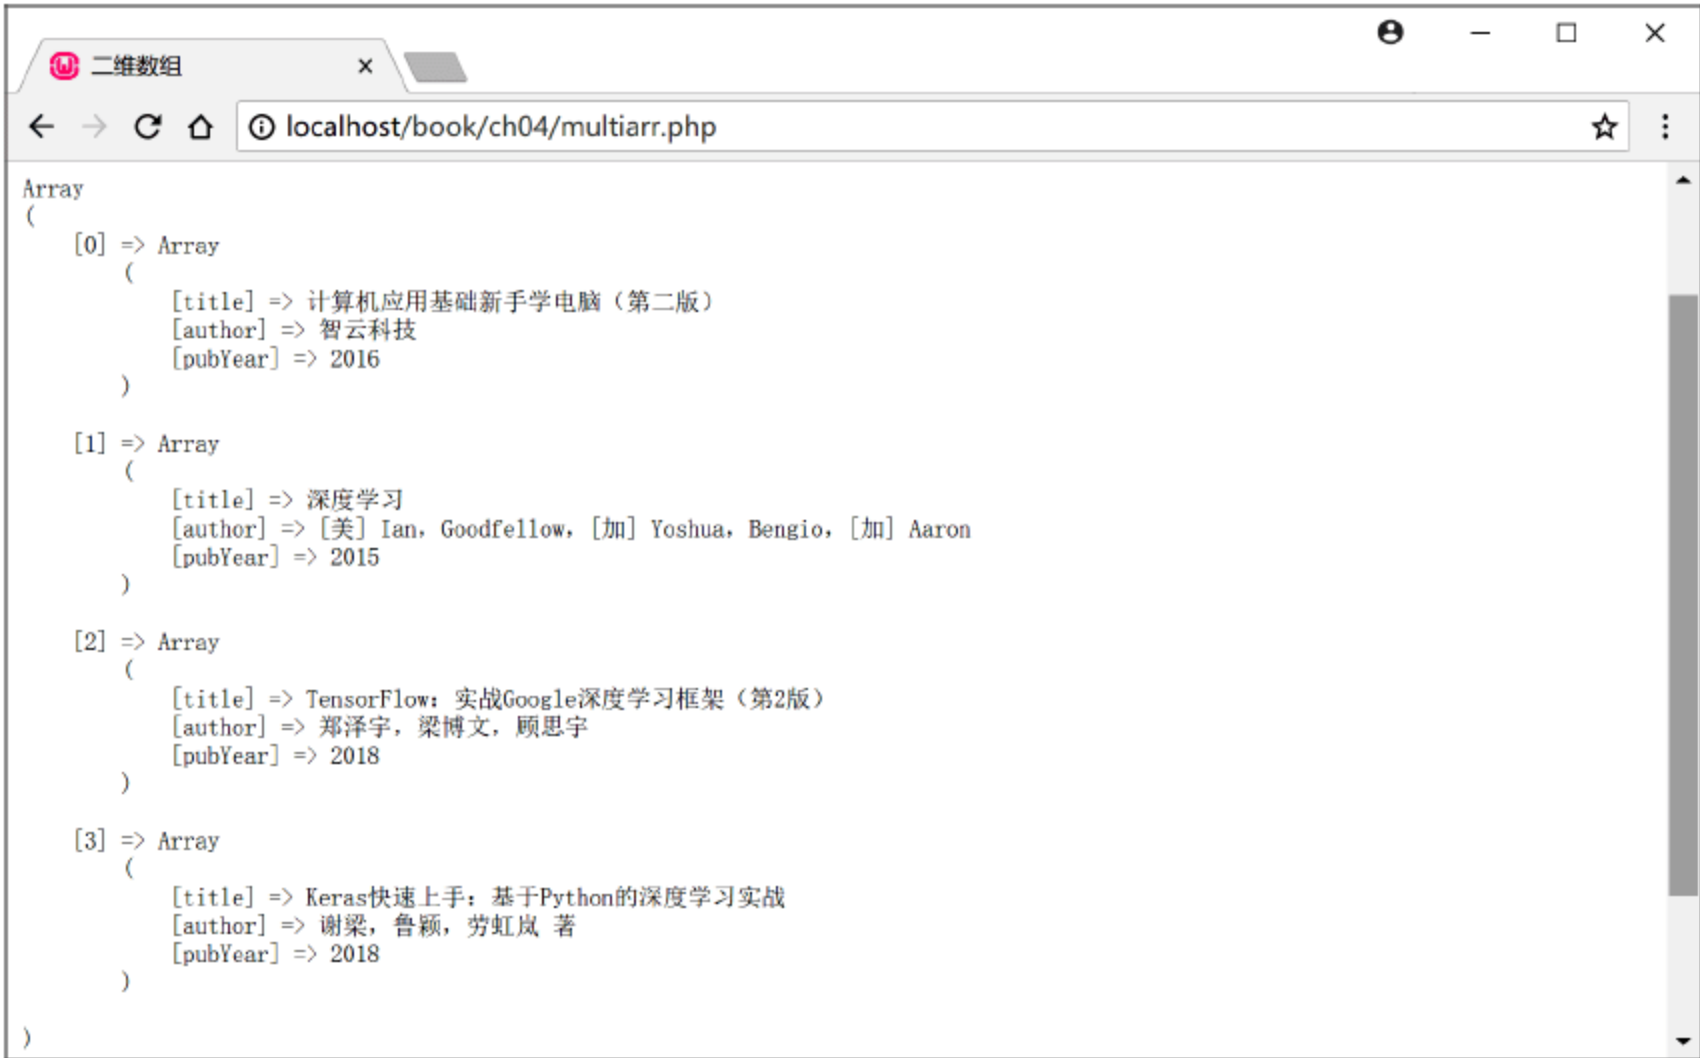 二维数组
localhost/book/ch04/multiarr.php
Array
(
[0] => Array
(
[title] => 计算机应用基础新手学电脑（第二版）
[author] => 智云科技
[pubYear] => 2016
)
[1] => Array
(
[title] => 深度学习
[author] => [美] Ian，Goodfellow，[加] Yoshua，Bengio，[加] Aaron
[pubYear] => 2015
)
[2] => Array
(
[title] => TensorFlow：实战Google深度学习框架（第2版）
[author] => 郑泽宇，梁博文，顾思宇
[pubYear] => 2018
)
[3] => Array
(
[title] => Keras快速上手：基于Python的深度学习实战
[author] => 谢梁，鲁颖，劳虹岚 著
[pubYear] => 2018
)
)